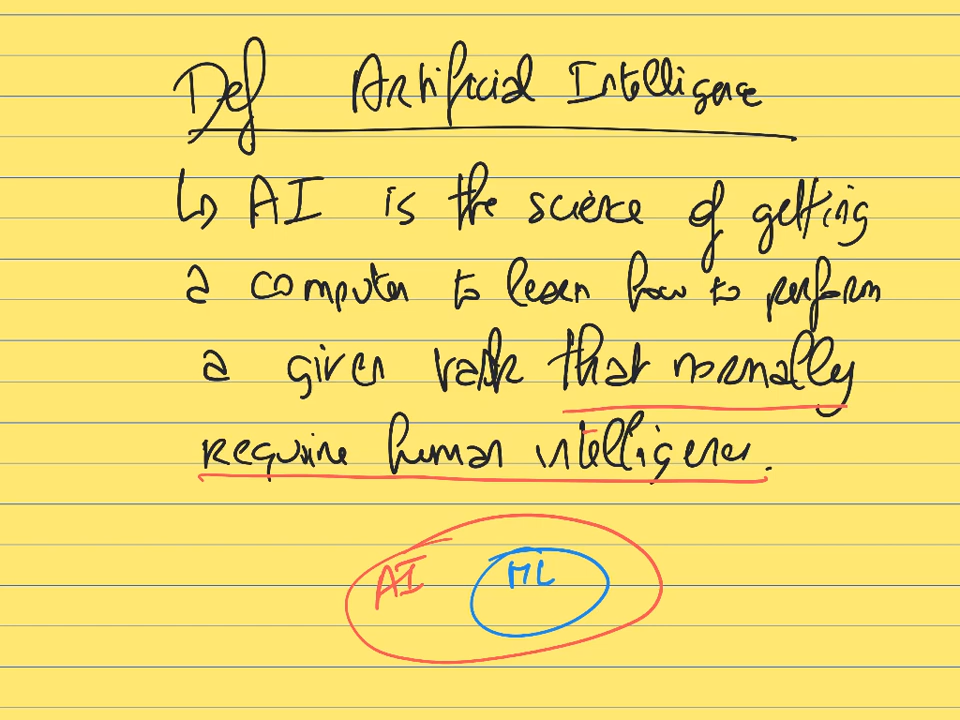 Def Artificial Intelligence
↳ AI is the science of getting
a computer to learn how to perform
a given task that normally
require human intelligence.
AI ML